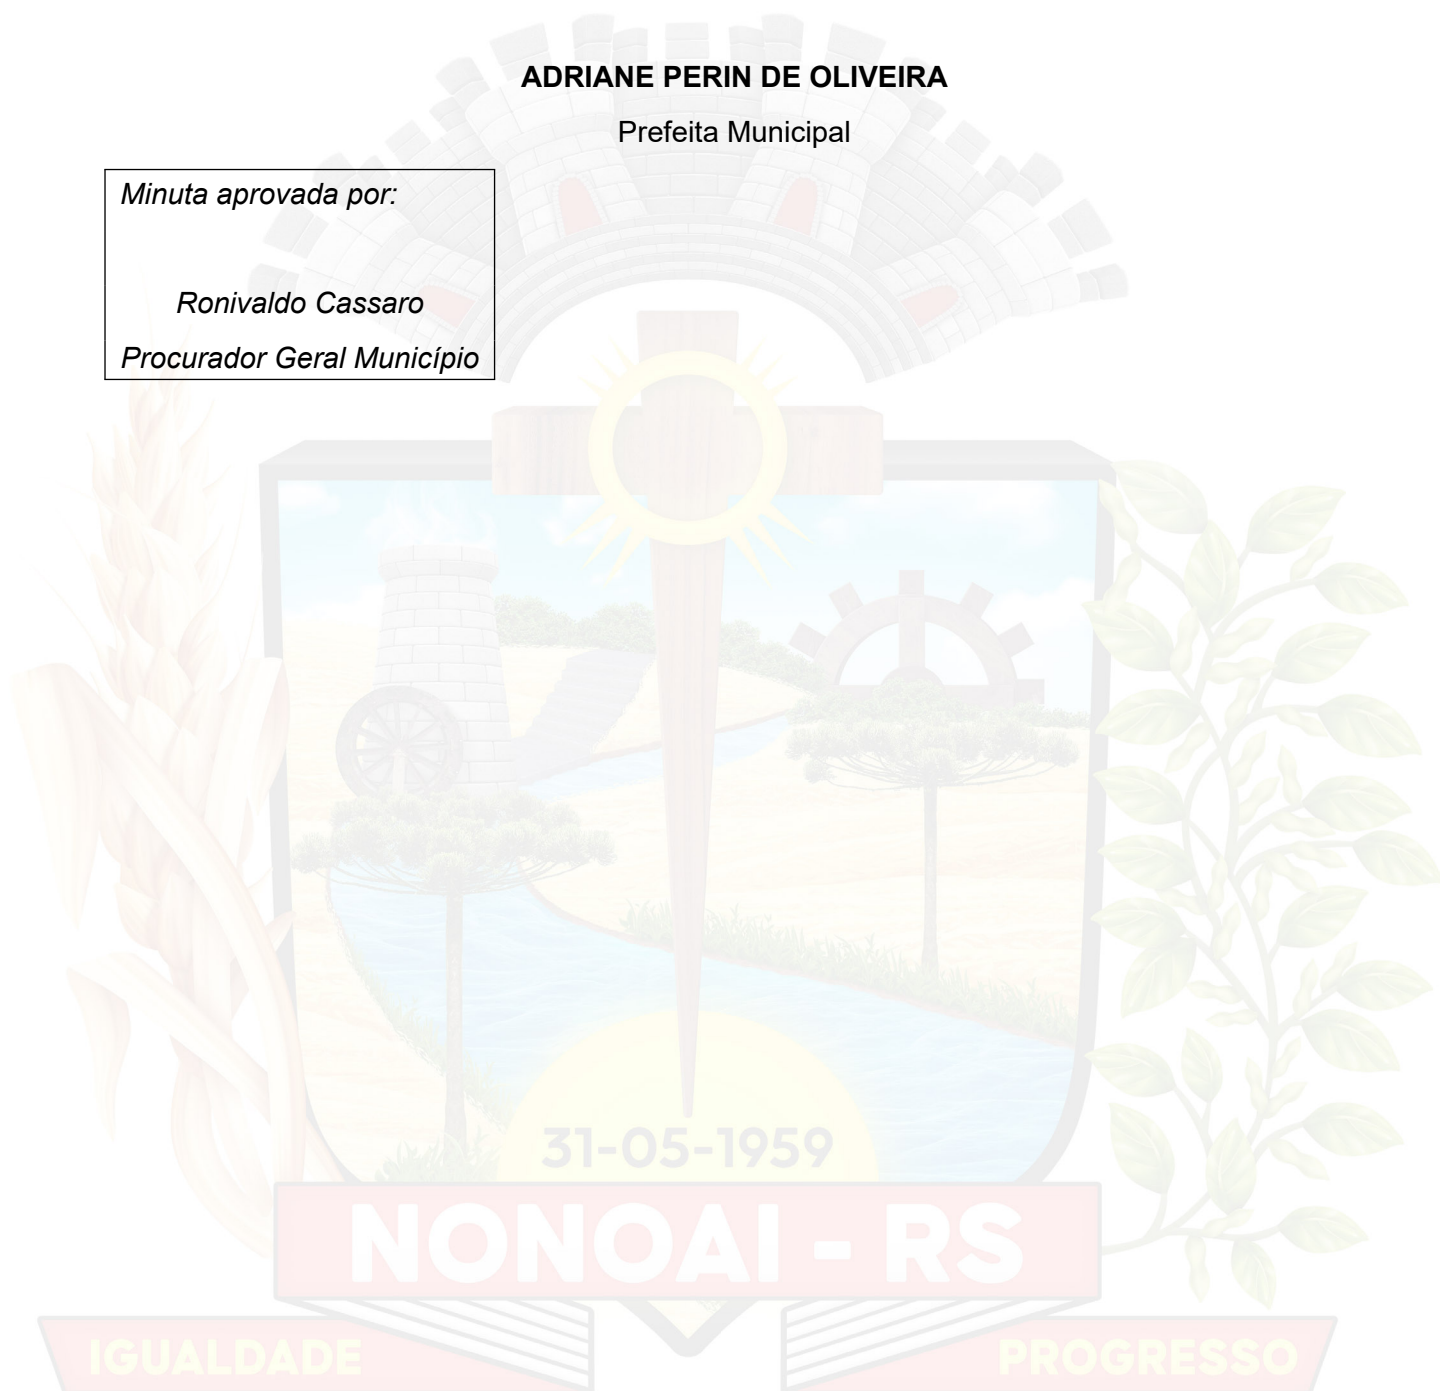 ADRIANE PERIN DE OLIVEIRA
Prefeita Municipal
Minuta aprovada por:
Ronivaldo Cassaro
Procurador Geral Município
31-05-1959
NONOAI - RS
IGUALDADE
PROGRESSO